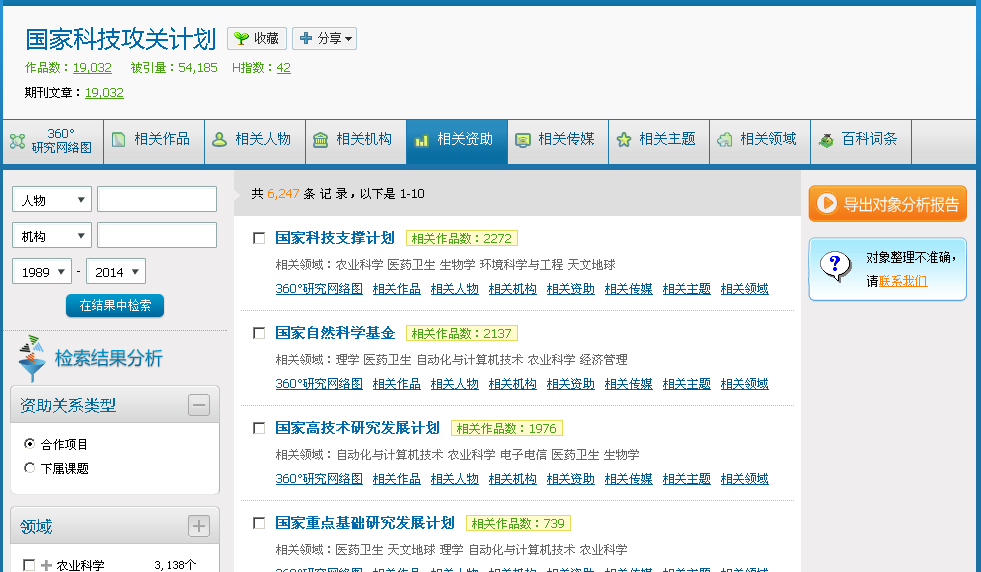 国家科技攻关计划 收藏 分享
作品数：19,032 被引量：54,185 H指数：42
期刊文章：19,032
360°
研究网络图 相关作品 相关人物 相关机构 相关资助 相关传媒 相关主题 相关领域 百科词条
人物
机构
1989 - 2014
在结果中检索
检索结果分析
资助关系类型
合作项目
下属课题
领域
农业科学 3,138个
共 6,247 条 记 录，以下是 1-10
国家科技支撑计划 相关作品数：2272
相关领域：农业科学 医药卫生 生物学 环境科学与工程 天文地球
360°研究网络图 相关作品 相关人物 相关机构 相关资助 相关传媒 相关主题 相关领域
国家自然科学基金 相关作品数：2137
相关领域：理学 医药卫生 自动化与计算机技术 农业科学 经济管理
360°研究网络图 相关作品 相关人物 相关机构 相关资助 相关传媒 相关主题 相关领域
国家高技术研究发展计划 相关作品数：1976
相关领域：自动化与计算机技术 农业科学 电子电信 医药卫生 生物学
360°研究网络图 相关作品 相关人物 相关机构 相关资助 相关传媒 相关主题 相关领域
国家重点基础研究发展计划 相关作品数：739
相关领域：医药卫生 天文地球 理学 自动化与计算机技术 农业科学
导出对象分析报告
对象整理不准确，
请联系我们